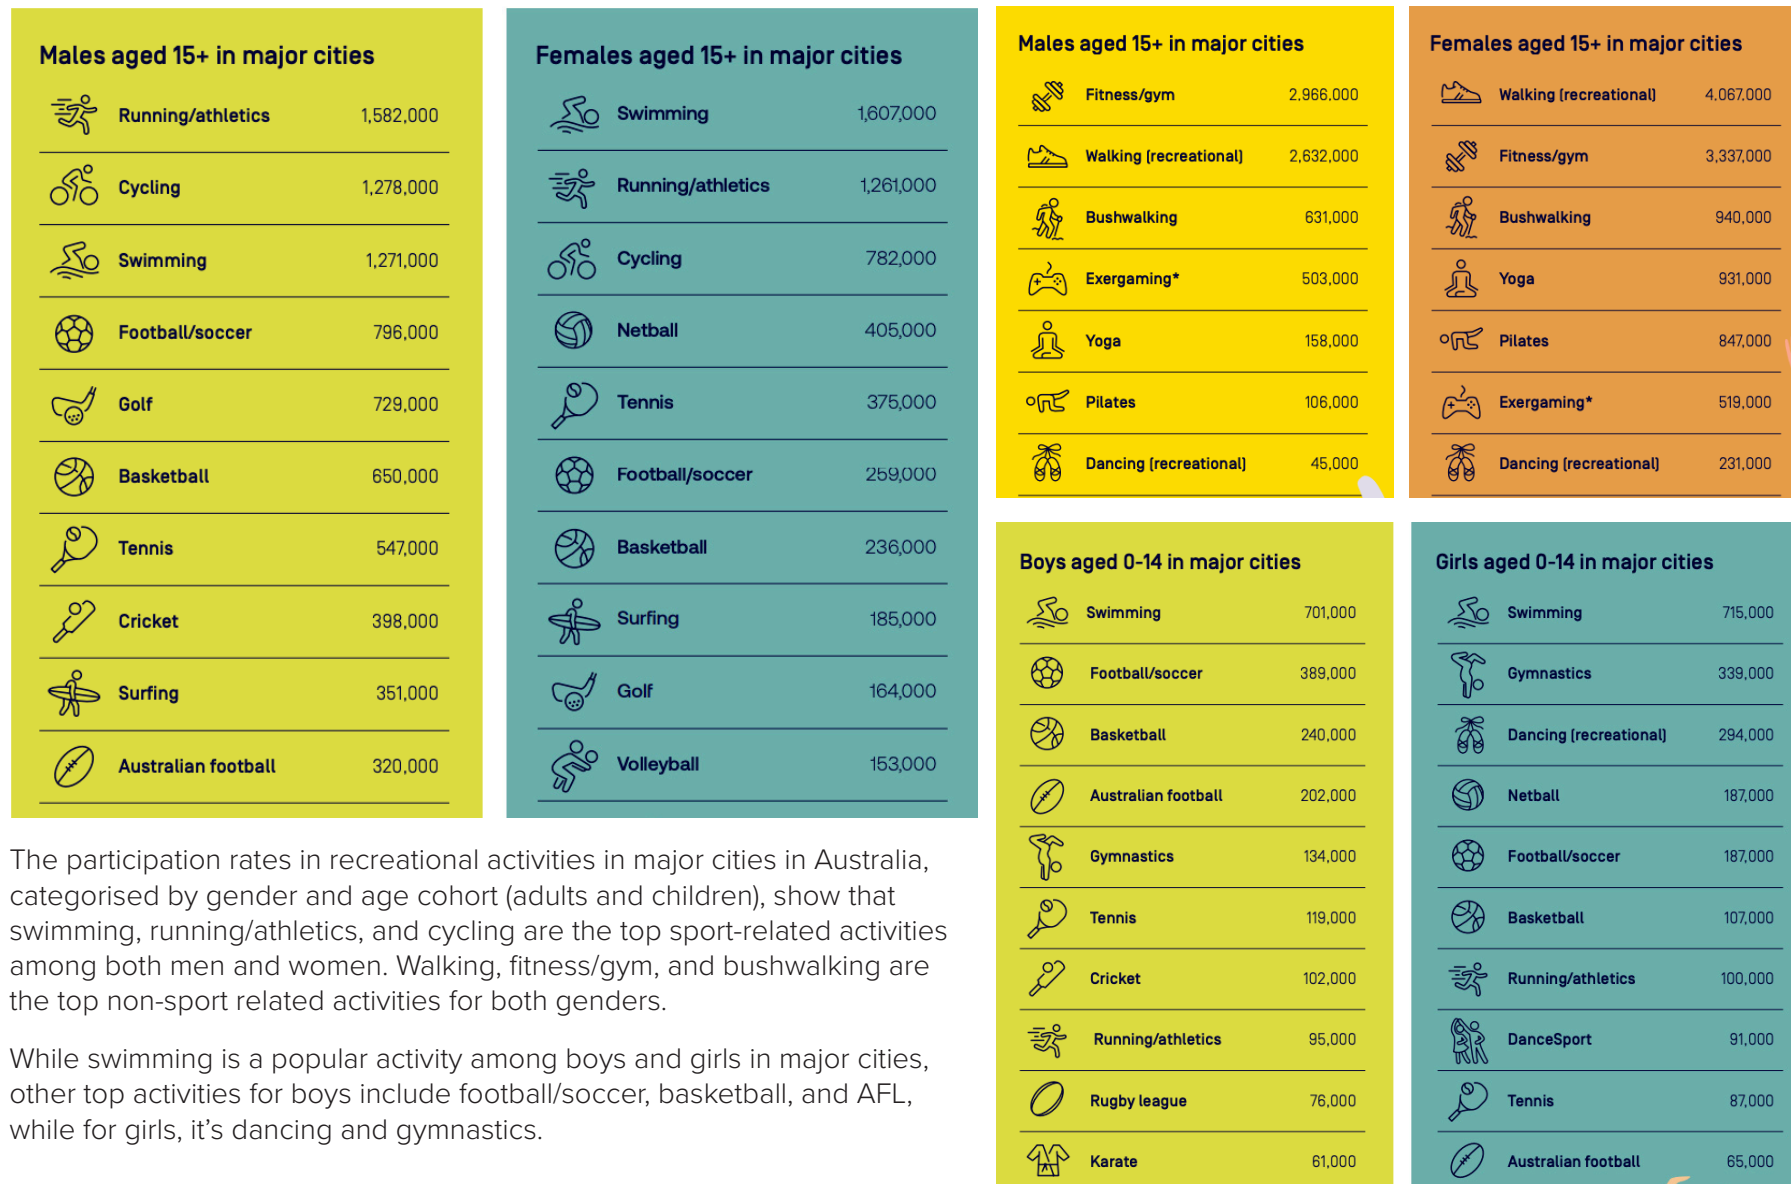 Males aged 15+ in major cities
Running/athletics 1,582,000
Cycling 1,278,000
Swimming 1,271,000
Football/soccer 796,000
Golf 729,000
Basketball 650,000
Tennis 547,000
Cricket 398,000
Surfing 351,000
Australian football 320,000
Females aged 15+ in major cities
Swimming 1,607,000
Running/athletics 1,261,000
Cycling 782,000
Netball 405,000
Tennis 375,000
Football/soccer 259,000
Basketball 236,000
Surfing 185,000
Golf 164,000
Volleyball 153,000
Males aged 15+ in major cities
Fitness/gym 2.966.000
Walking (recreational) 2,632,000
Bushwalking 631,000
Exergaming* 503,000
Yoga 158,000
Pilates 106,000
Dancing (recreational) 45,000
Females aged 15+ in major cities
Walking (recreational) 4.067.000
Fitness/gym 3,337,000
Bushwalking 940,000
Yoga 931,000
Pilates 847,000
Exergaming* 519,000
Dancing (recreational) 231,000
The participation rates in recreational activities in major cities in Australia,
categorised by gender and age cohort (adults and children), show that
swimming, running/athletics, and cycling are the top sport-related activities
among both men and women. Walking, fitness/gym, and bushwalking are
the top non-sport related activities for both genders.
While swimming is a popular activity among boys and girls in major cities,
other top activities for boys include football/soccer, basketball, and AFL,
while for girls, it's dancing and gymnastics.
Boys aged 0-14 in major cities
Swimming 701,000
Football/soccer 389,000
Basketball 240,000
Australian football 202,000
Gymnastics 134,000
Tennis 119,000
Cricket 102,000
Running/athletics 95,000
Rugby league 76,000
Karate 61,000
Girls aged 0-14 in major cities
Swimming 715,000
Gymnastics 339,000
Dancing (recreational) 294,000
Netball 187,000
Football/soccer 187,000
Basketball 107,000
Running/athletics 100,000
DanceSport 91,000
Tennis 87,000
Australian football 65,000